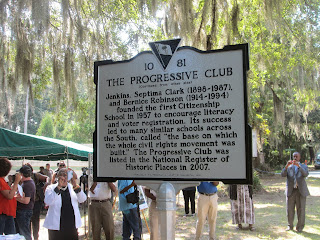 10 81
THE PROGRESSIVE CLUB
Jenkins, Septima Clark (1898-1987),
and Bernice Robinson (1914-1994)
founded the first Citizenship
School in 1957 to encourage literacy
and voter registration. Its success
led to many similar schools across
the South, called "the base on which
the whole civil rights movement was
built." The Progressive Club was
listed in the National Register of
Historic Places in 2007.